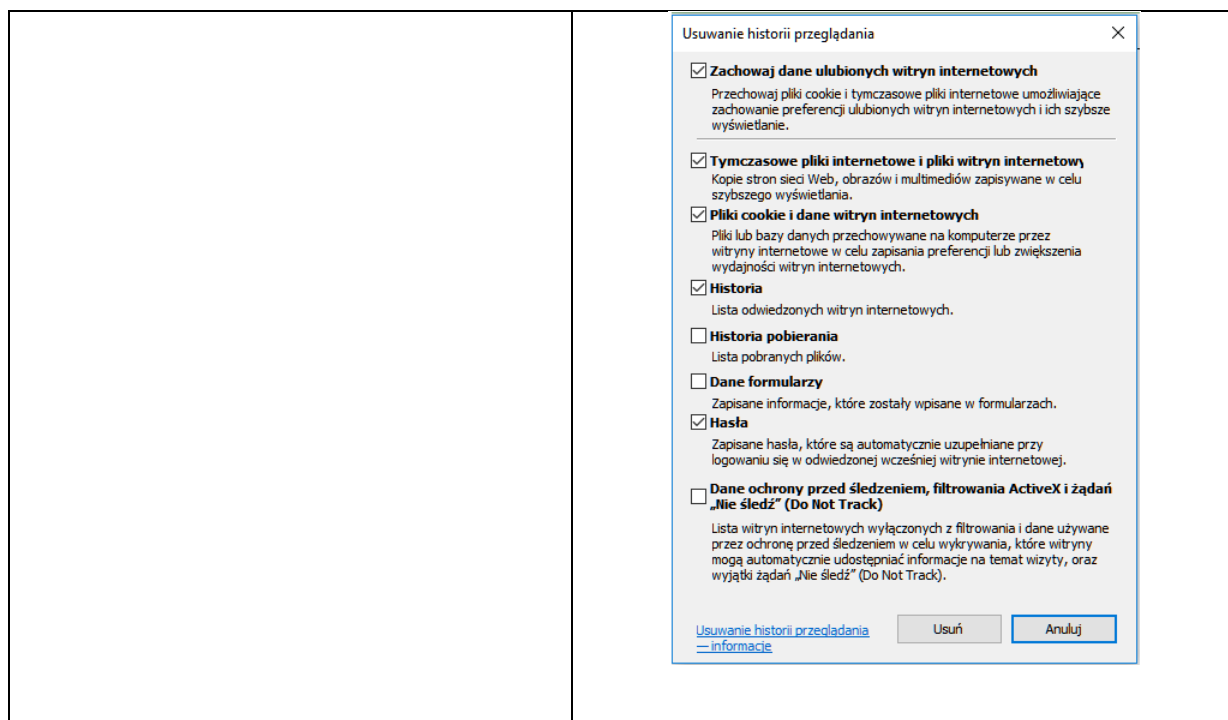 Usuwanie historii przeglądania
Zachowaj dane ulubionych witryn internetowych
Przechowaj pliki cookie i tymczasowe pliki internetowe umożliwiające
zachowanie preferencji ulubionych witryn internetowych i ich szybsze
wyświetlanie.
Tymczasowe pliki internetowe i pliki witryn internetowy
Kopie stron sieci Web, obrazów i multimediów zapisywane w celu
szybszego wyświetlania.
Pliki cookie i dane witryn internetowych
Pliki lub bazy danych przechowywane na komputerze przez
witryny internetowe w celu zapisania preferencji lub zwiększenia
wydajności witryn internetowych.
Historia
Lista odwiedzonych witryn internetowych.
Historia pobierania
Lista pobranych plików.
Dane formularzy
Zapisane informacje, które zostały wpisane w formularzach.
Hasła
Zapisane hasła, które są automatycznie uzupełniane przy
logowaniu się w odwiedzonej wcześniej witrynie internetowej.
Dane ochrony przed śledzeniem, filtrowania ActiveX i żądań
„Nie śledź” (Do Not Track)
Lista witryn internetowych wyłączonych z filtrowania i dane używane
przez ochronę przed śledzeniem w celu wykrywania, które witryny
mogą automatycznie udostępniać informacje na temat wizyty, oraz
wyjątki żądań „Nie śledź” (Do Not Track).
Usuwanie historii przeglądania
— informacje
Usuń
Anuluj